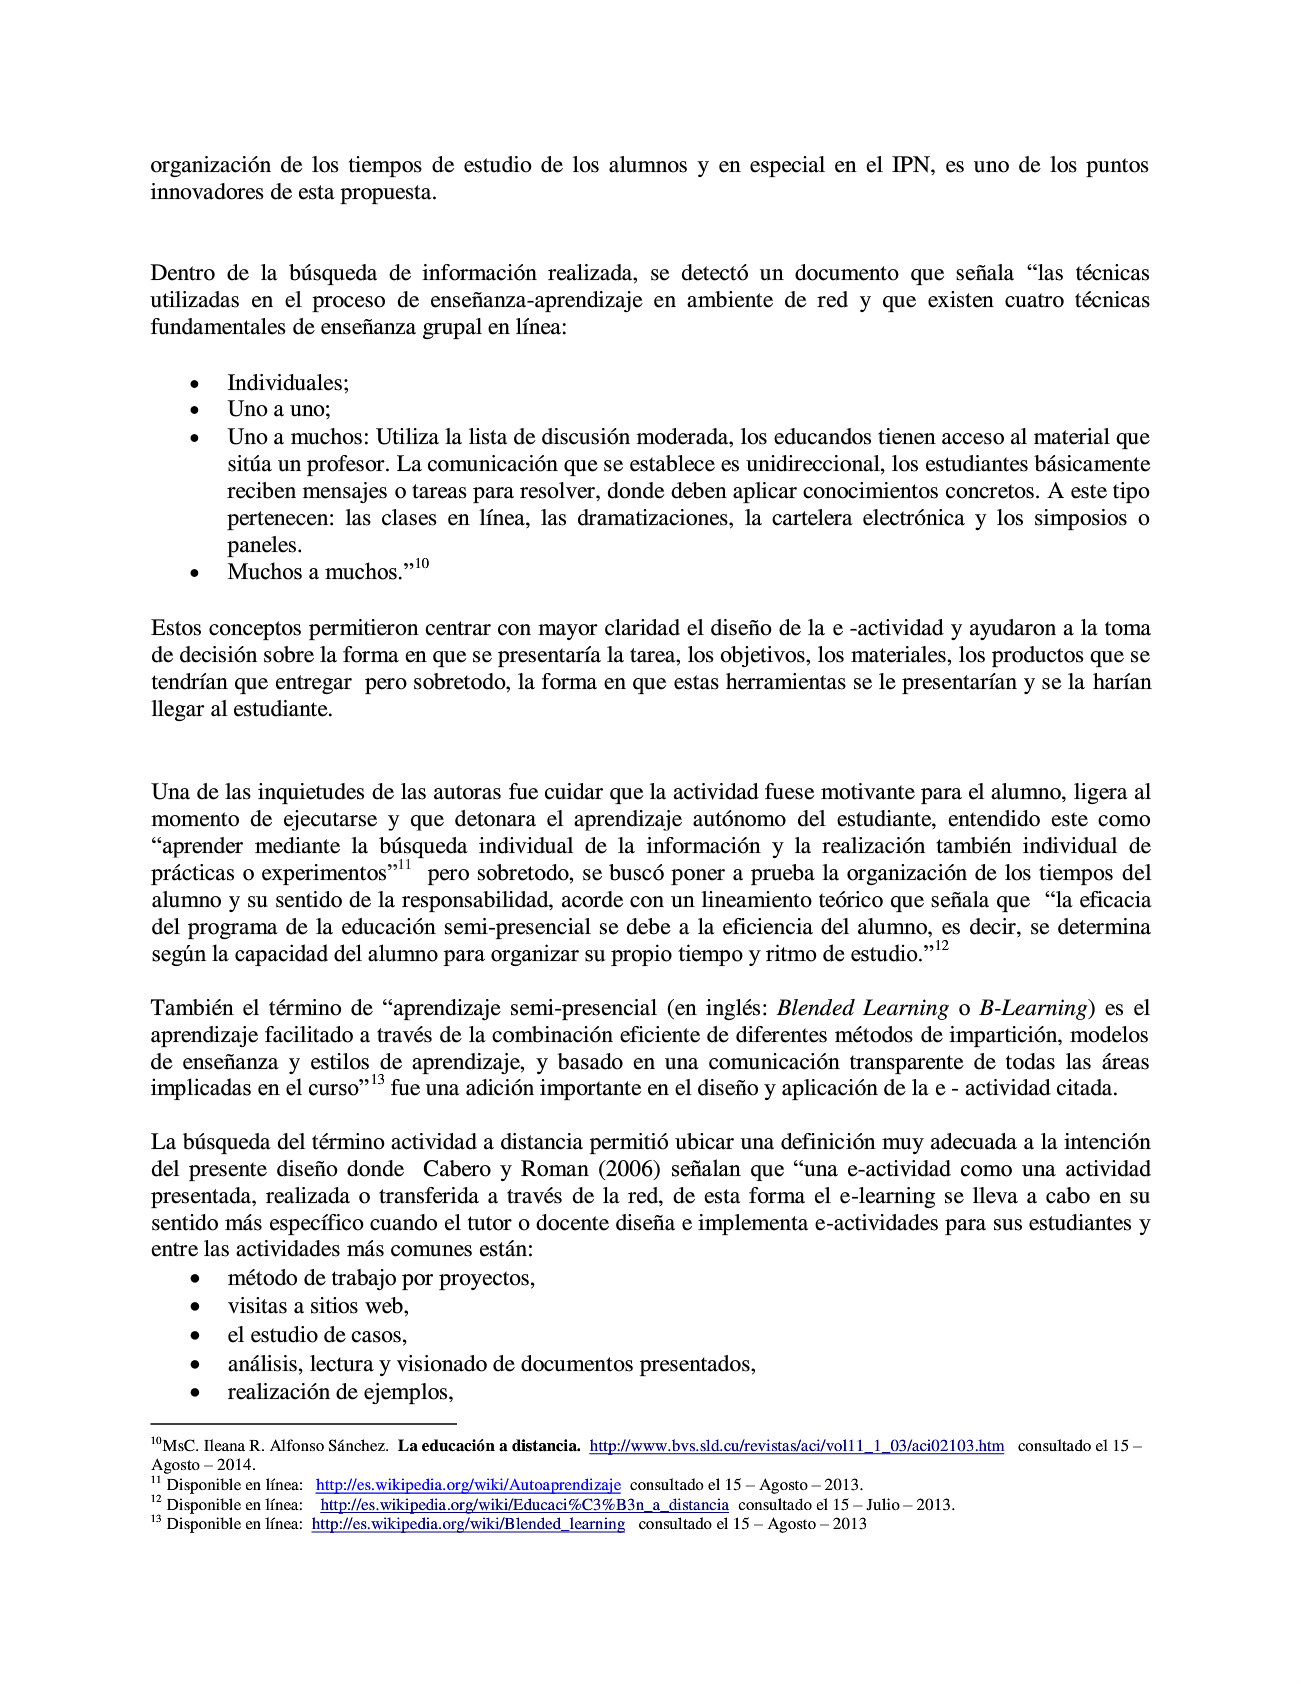 organización de los tiempos de estudio de los alumnos y en especial en el IPN, es uno de los puntos
innovadores de esta propuesta.
Dentro de la búsqueda de información realizada, se detectó un documento que señala “las técnicas
utilizadas en el proceso de enseñanza-aprendizaje en ambiente de red y que existen cuatro técnicas
fundamentales de enseñanza grupal en línea:
• Individuales;
• Uno a uno;
• Uno a muchos: Utiliza la lista de discusión moderada, los educandos tienen acceso al material que
sitúa un profesor. La comunicación que se establece es unidireccional, los estudiantes básicamente
reciben mensajes o tareas para resolver, donde deben aplicar conocimientos concretos. A este tipo
pertenecen: las clases en línea, las dramatizaciones, la cartelera electrónica y los simposios o
paneles.
• Muchos a muchos.”10
Estos conceptos permitieron centrar con mayor claridad el diseño de la e -actividad y ayudaron a la toma
de decisión sobre la forma en que se presentaría la tarea, los objetivos, los materiales, los productos que se
tendrían que entregar pero sobretodo, la forma en que estas herramientas se le presentarían y se la harían
llegar al estudiante.
Una de las inquietudes de las autoras fue cuidar que la actividad fuese motivante para el alumno, ligera al
momento de ejecutarse y que detonara el aprendizaje autónomo del estudiante, entendido este como
“aprender mediante la búsqueda individual de la información y la realización también individual de
prácticas o experimentos”11 pero sobretodo, se buscó poner a prueba la organización de los tiempos del
alumno y su sentido de la responsabilidad, acorde con un lineamiento teórico que señala que “la eficacia
del programa de la educación semi-presencial se debe a la eficiencia del alumno, es decir, se determina
según la capacidad del alumno para organizar su propio tiempo y ritmo de estudio.”12
También el término de “aprendizaje semi-presencial (en inglés: Blended Learning o B-Learning) es el
aprendizaje facilitado a través de la combinación eficiente de diferentes métodos de impartición, modelos
de enseñanza y estilos de aprendizaje, y basado en una comunicación transparente de todas las áreas
implicadas en el curso”13 fue una adición importante en el diseño y aplicación de la e - actividad citada.
La búsqueda del término actividad a distancia permitió ubicar una definición muy adecuada a la intención
del presente diseño donde Cabero y Roman (2006) señalan que “una e-actividad como una actividad
presentada, realizada o transferida a través de la red, de esta forma el e-learning se lleva a cabo en su
sentido más específico cuando el tutor o docente diseña e implementa e-actividades para sus estudiantes y
entre las actividades más comunes están:
• método de trabajo por proyectos,
• visitas a sitios web,
• el estudio de casos,
• análisis, lectura y visionado de documentos presentados,
• realización de ejemplos,
10MsC. Ileana R. Alfonso Sánchez. La educación a distancia. http://www.bvs.sld.cu/revistas/aci/vol11_1_03/aci02103.htm consultado el 15 –
Agosto – 2014.
11 Disponible en línea: http://es.wikipedia.org/wiki/Autoaprendizaje consultado el 15 – Agosto – 2013.
12 Disponible en línea: http://es.wikipedia.org/wiki/Educaci%C3%B3n_a_distancia consultado el 15 – Julio – 2013.
13 Disponible en línea: http://es.wikipedia.org/wiki/Blended_learning consultado el 15 – Agosto – 2013